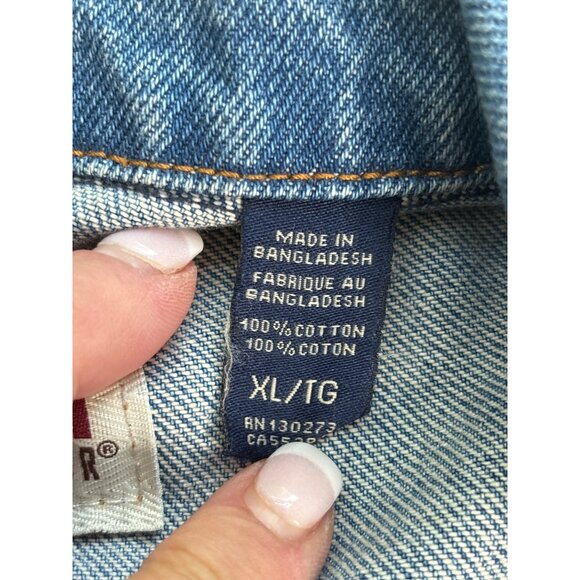 MADE IN
BANGLADESH
FABRIQUE AU
BANGLADESH
100% COTTON
100% COTON
XL/TG
RN 130273
R®